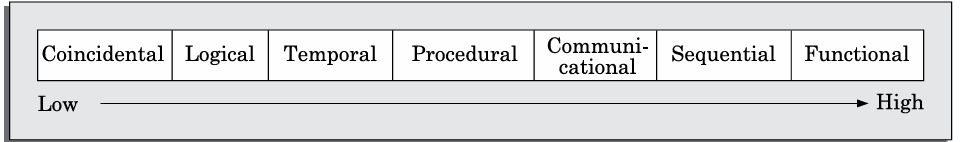 Coincidental Logical Temporal Procedural Communi-
cational Sequential Functional
Low High